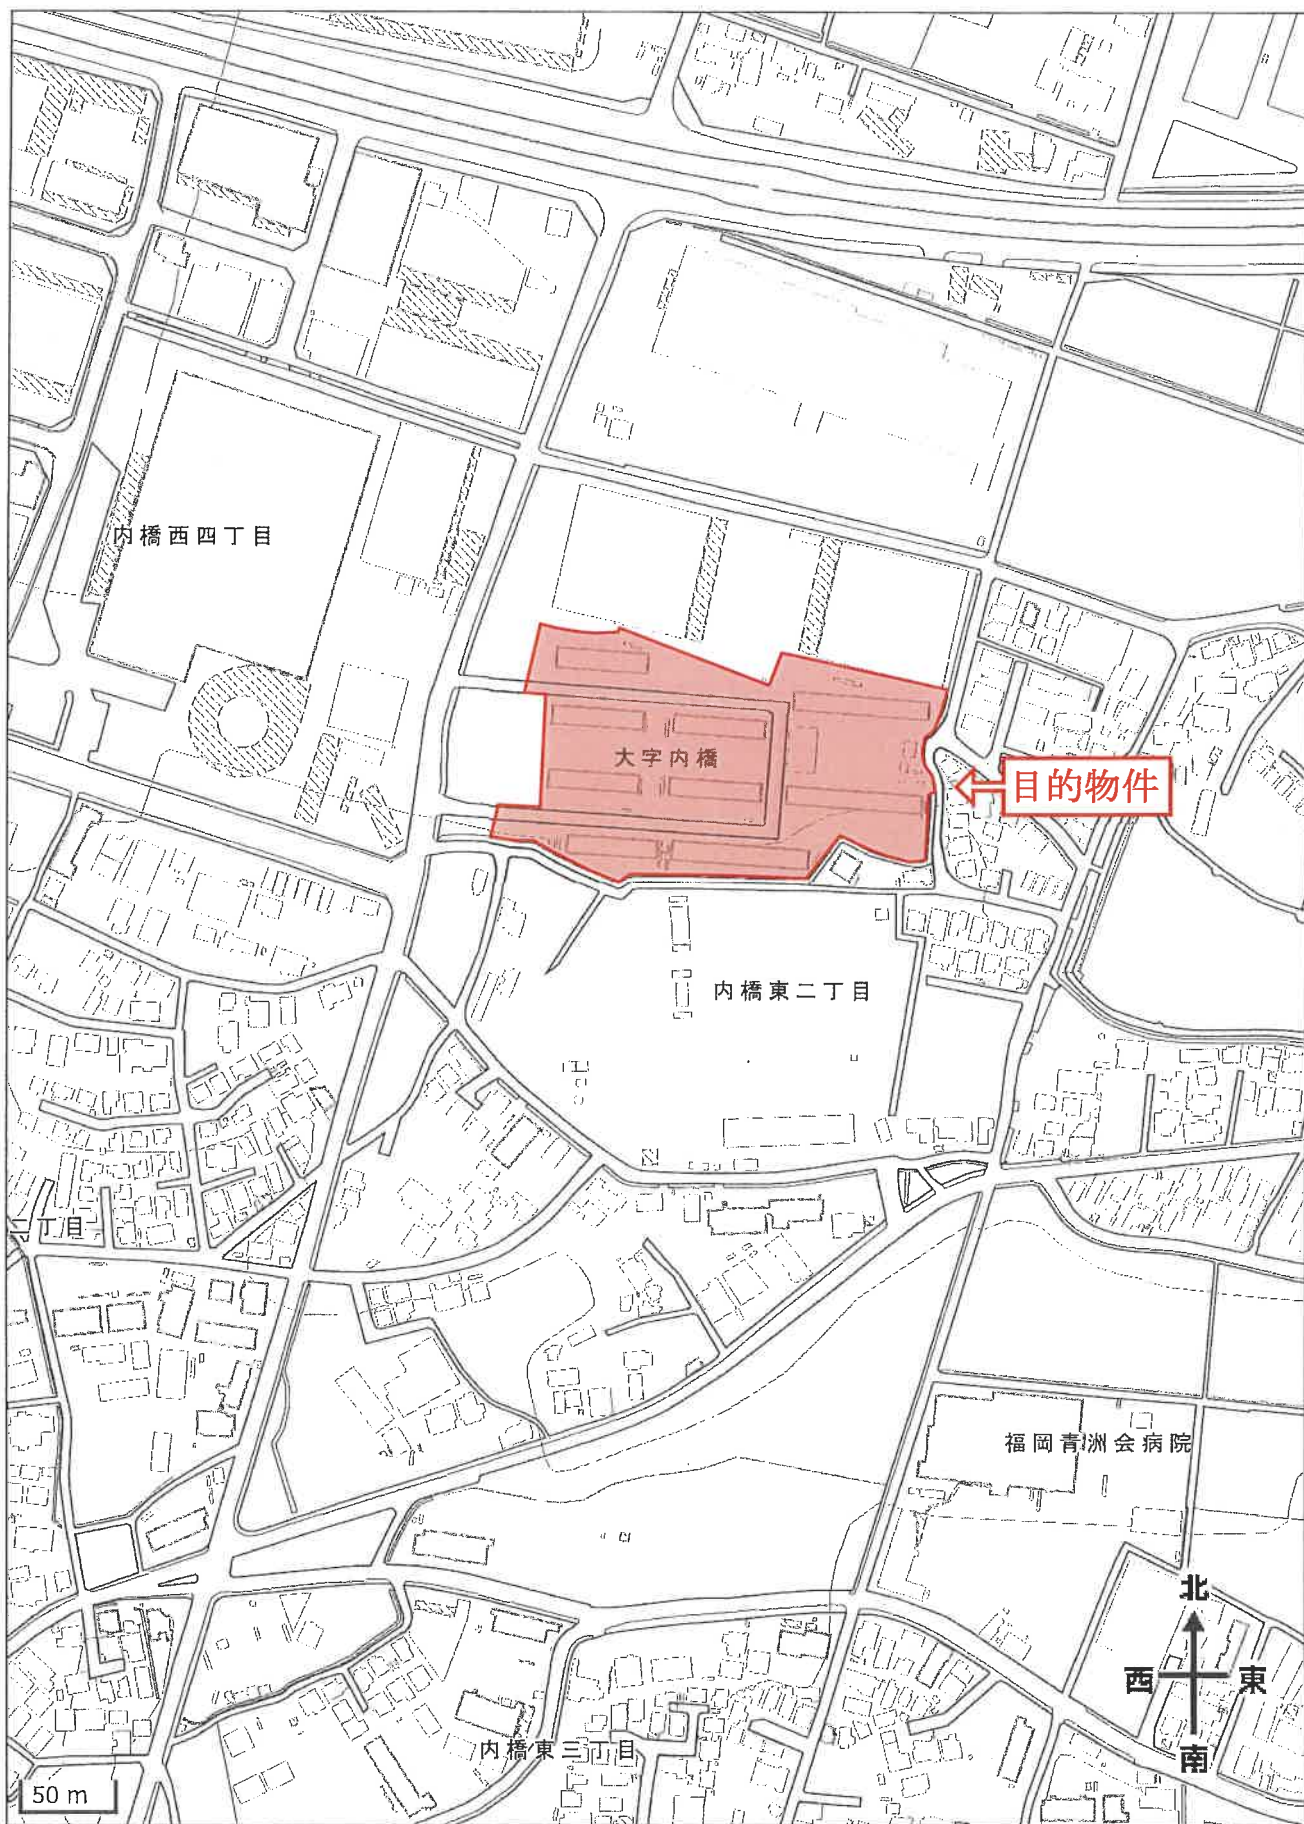 内橋西四丁目
大字内橋
目的物件
内橋東二丁目
二丁目
福岡青洲会病院
北
西 東
南
内橋東三丁目
50 m